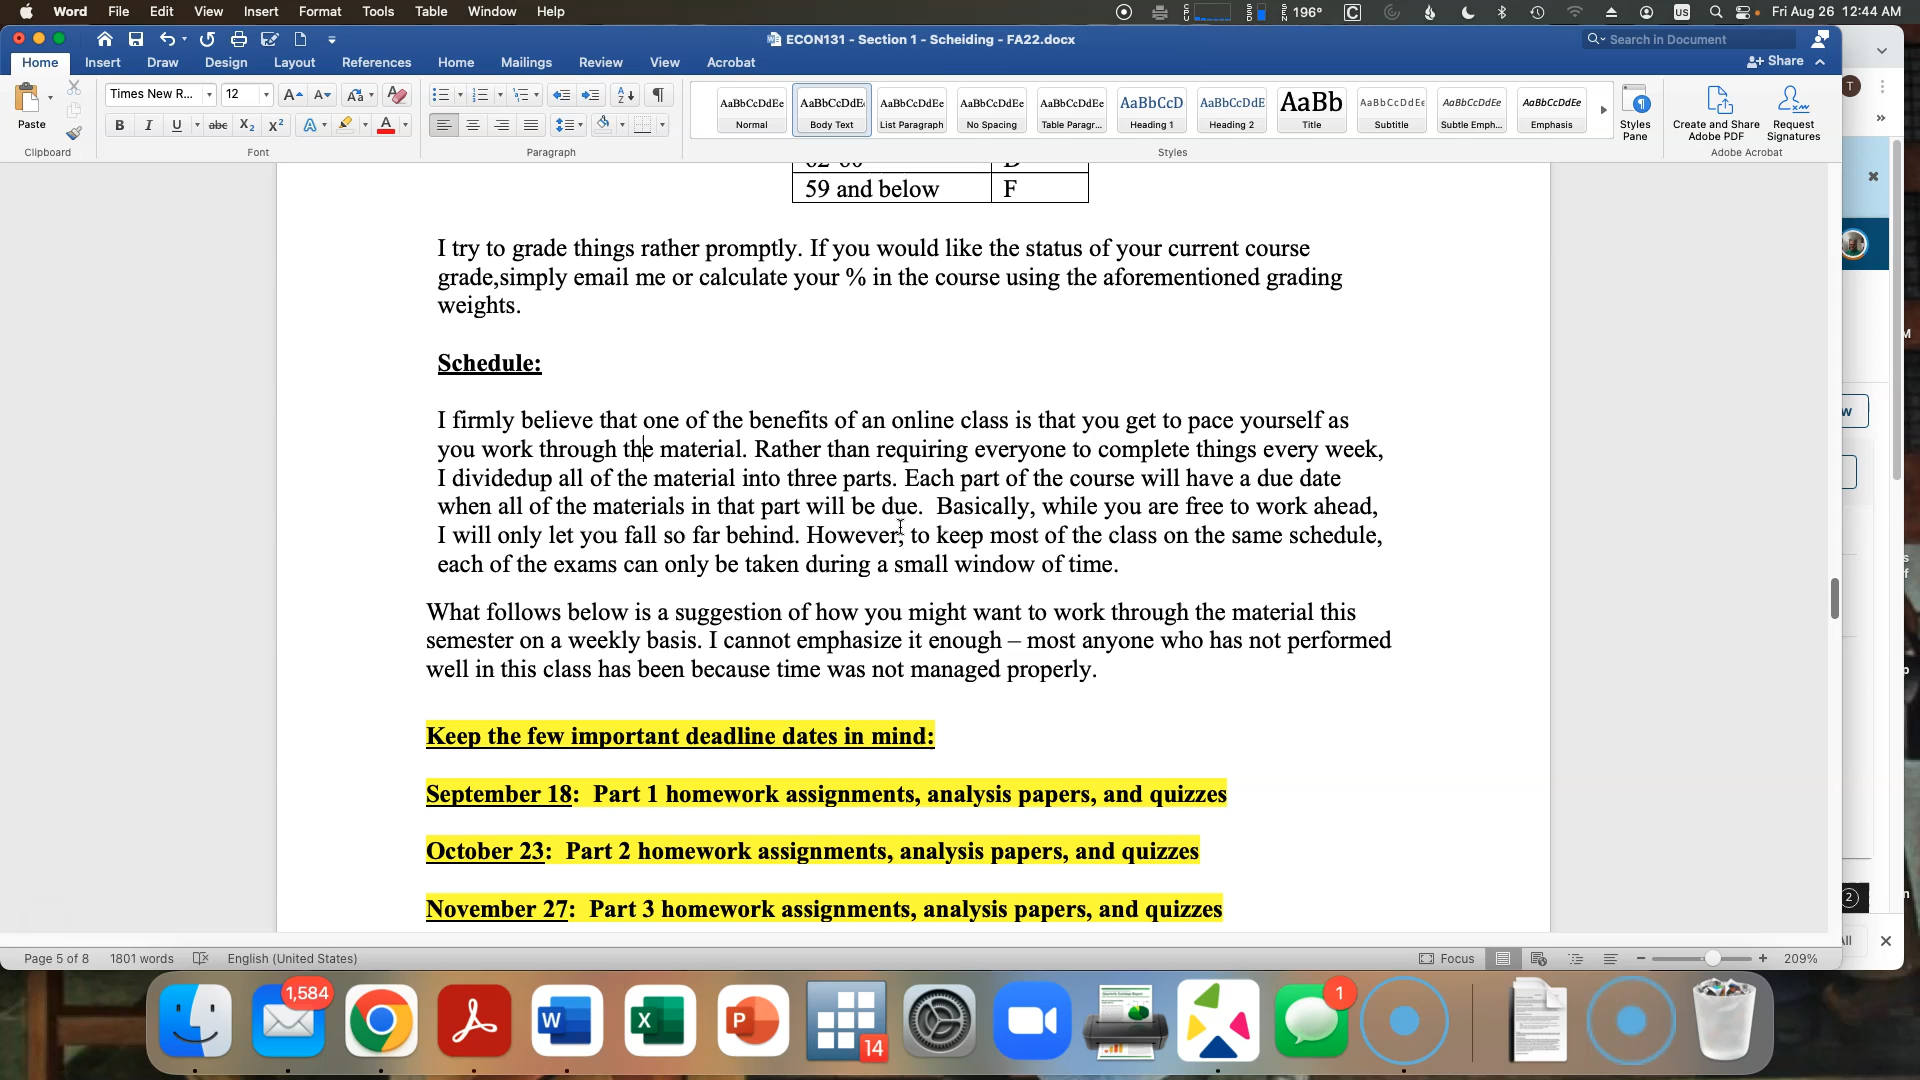 Word File Edit View Insert Format Tools Table Window Help
196°
US
Fri Aug 26 12:44 AM
ECON131 - Section 1 - Scheiding - FA22.docx
Search in Document
Home Insert Draw Design Layout References Home Mailings Review View Acrobat
Share
Paste
Times New R... 12
AaBbCcDdEe AaBbCcDdE AaBbCcDdEe AaBbCcDdEe AaBbCcDdEe AaBbCcD AaBbCcDdE AaBb AaBbCcDdEe AaBbCcDdEe AaBbCcDdEe
Normal Body Text List Paragraph No Spacing Table Paragr... Heading 1 Heading 2 Title Subtitle Subtle Emph... Emphasis
Styles Pane
Create and Share Adobe PDF
Request Signatures
Clipboard Font Paragraph Styles Adobe Acrobat
59 and below F
I try to grade things rather promptly. If you would like the status of your current course
grade,simply email me or calculate your % in the course using the aforementioned grading
weights.
Schedule:
I firmly believe that one of the benefits of an online class is that you get to pace yourself as
you work through the material. Rather than requiring everyone to complete things every week,
I dividedup all of the material into three parts. Each part of the course will have a due date
when all of the materials in that part will be due. Basically, while you are free to work ahead,
I will only let you fall so far behind. However, to keep most of the class on the same schedule,
each of the exams can only be taken during a small window of time.
What follows below is a suggestion of how you might want to work through the material this
semester on a weekly basis. I cannot emphasize it enough – most anyone who has not performed
well in this class has been because time was not managed properly.
Keep the few important deadline dates in mind:
September 18: Part 1 homework assignments, analysis papers, and quizzes
October 23: Part 2 homework assignments, analysis papers, and quizzes
November 27: Part 3 homework assignments, analysis papers, and quizzes
Page 5 of 8 1801 words English (United States)
Focus
209%
1,584
14
1